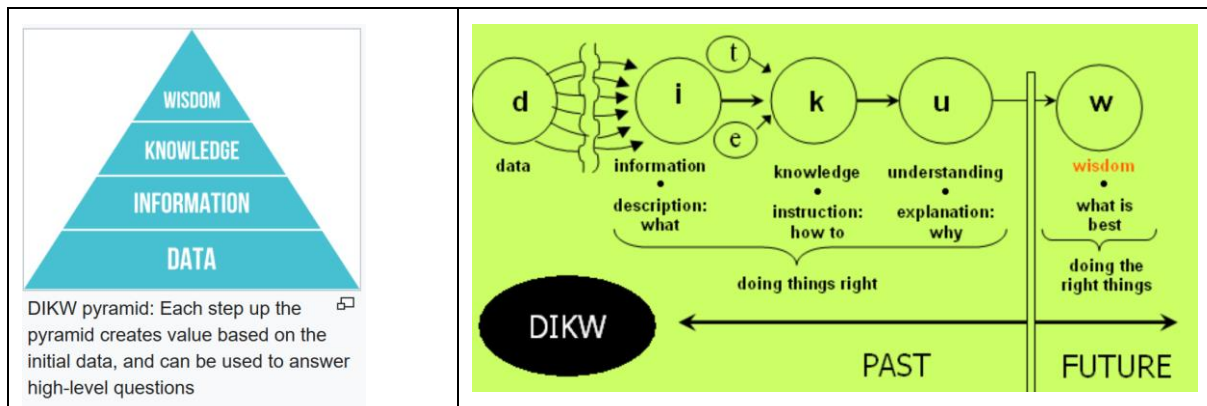 WISDOM
KNOWLEDGE
INFORMATION
DATA
DIKW pyramid: Each step up the
pyramid creates value based on the
initial data, and can be used to answer
high-level questions
t
d
i
k
u
w
e
data
information
knowledge
understanding
wisdom
•
description:
what
•
instruction:
how to
•
explanation:
why
•
what is
best
doing things right
doing the
right things
DIKW
PAST
FUTURE